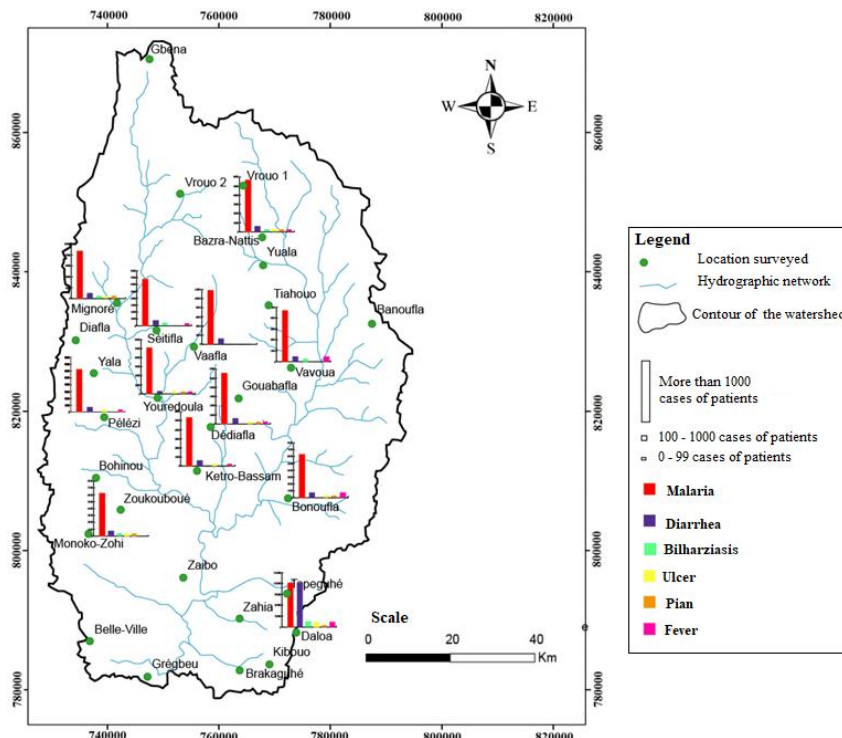 740000 760000 780000 800000 820000
Gbéna
N
W E
S
860000 860000
Vrouo 2
Vrouo 1
Bazra-Nattis
Yuala
840000 840000
Tiahouo
Banoufla
Mignoré
Diafla
Seitifla
Vaafla
Vavoua
Yala
Gouabafla
Youredoula
820000 820000
Pélézi
Dédiafla
Bohinou
Ketro-Bassam
Zoukouboué
Bonoufla
Monoko-Zohi
800000 800000
Zaibo
Tapeguhé
Zahia
Daloa
Belle-Ville
Kibouo
Grégbeu
Brakaguhé
Scale
0 20 40
Km
e
780000 780000
740000 760000 780000 800000 820000
Legend
Location surveyed
Hydrographic network
Contour of the watershed
More than 1000
cases of patients
100 - 1000 cases of patients
0 - 99 cases of patients
Malaria
Diarrhea
Bilharziasis
Ulcer
Pian
Fever